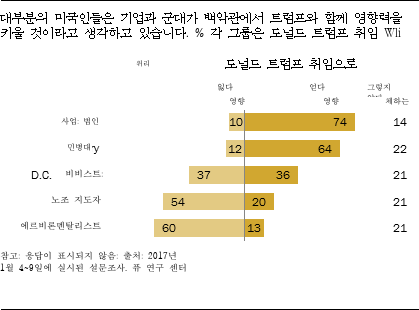 대부분의 미국인들은 기업과 군대가 백악관에서 트럼프와 함께 영향력을
키울 것이라고 생각하고 있습니다. % 각 그룹은 도널드 트럼프 취임 Wli
위리 도널드 트럼프 취임으로
잃다 얻다 그렇지
영향 영향 체하는
사업: 법인 10 74 14
민병대-y 12 64 22
D.C. 비비스트: 37 36 21
노조 지도자 54 20 21
에르비론멘탈리스트 60 13 21
참고: 응답이 표시되지 않음: 출처: 2017년
1월 4~9일에 실시된 설문조사. 퓨 연구 센터